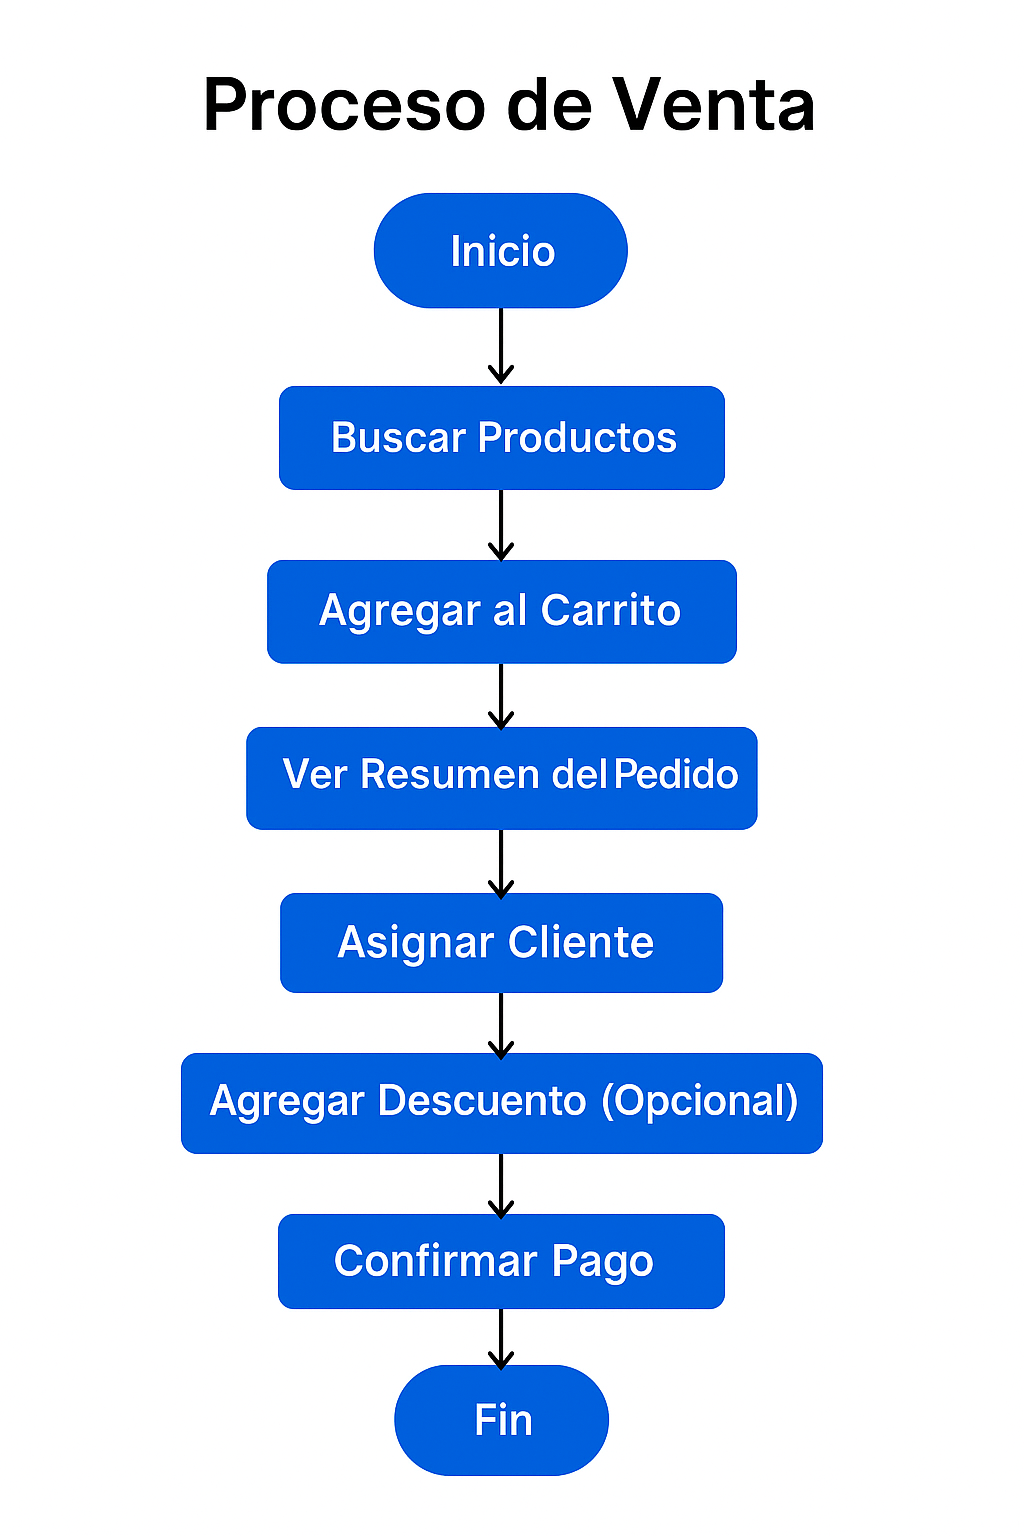 Proceso de Venta
Inicio
Buscar Productos
Agregar al Carrito
Ver Resumen del Pedido
Asignar Cliente
Agregar Descuento (Opcional)
Confirmar Pago
Fin